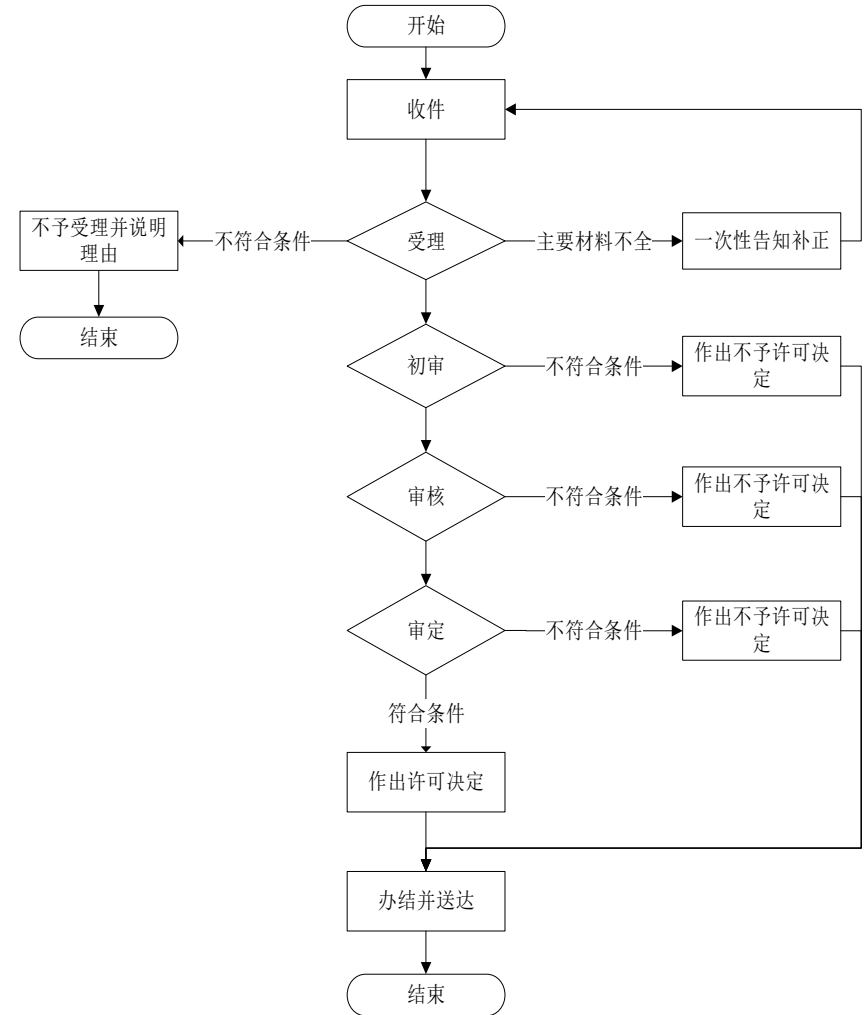 开始
收件
不予受理并说明
理由
不符合条件
受理
主要材料不全
一次性告知补正
结束
初审
不符合条件
作出不予许可决
定
审核
不符合条件
作出不予许可决
定
审定
不符合条件
作出不予许可决
定
符合条件
作出许可决定
办结并送达
结束